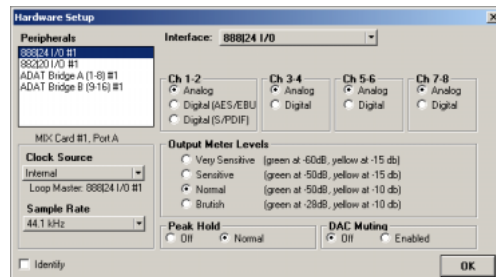 Hardware Setup
Peripherals
888|24 I/O #1
882|20 I/O #1
ADAT Bridge A (1-8) #1
ADAT Bridge B (9-16) #1
MIX Card #1, Port A
Clock Source
Internal
Loop Master: 888|24 I/O #1
Sample Rate
44.1 kHz
Identify
Interface: 888|24 I/O
Ch 1-2
Analog
Digital (AES/EBU
Digital (S/PDIF)
Ch 3-4
Analog
Digital
Ch 5-6
Analog
Digital
Ch 7-8
Analog
Digital
Output Meter Levels
Very Sensitive (green at -60dB, yellow at -15 db)
Sensitive (green at -50dB, yellow at -15 db)
Normal (green at -50dB, yellow at -10 db)
Brutish (green at -28dB, yellow at -10 db)
Peak Hold
Off Normal
DAC Muting
Off Enabled
OK